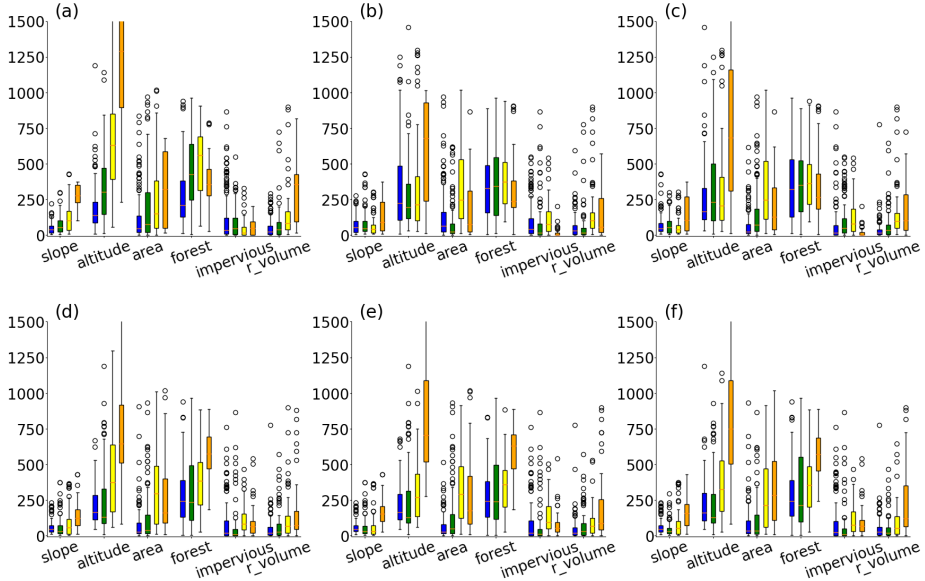 (a)
1500
1250
1000
750
500
250
0
slope
altitude
area
forest
impervious
r_volume
(b)
1500
1250
1000
750
500
250
0
slope
altitude
area
forest
impervious
r_volume
(c)
1500
1250
1000
750
500
250
0
slope
altitude
area
forest
impervious
r_volume
(d)
1500
1250
1000
750
500
250
0
slope
altitude
area
forest
impervious
r_volume
(e)
1500
1250
1000
750
500
250
0
slope
altitude
area
forest
impervious
r_volume
(f)
1500
1250
1000
750
500
250
0
slope
altitude
area
forest
impervious
r_volume